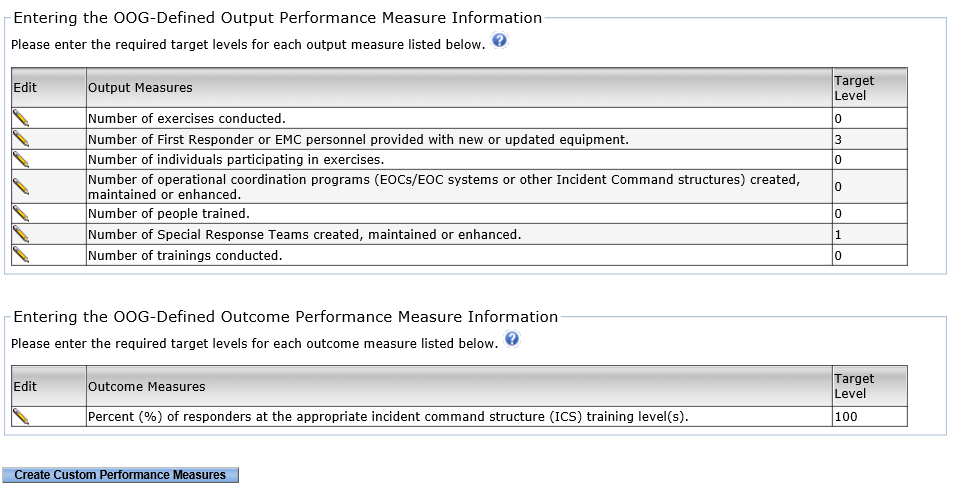 Entering the OOG-Defined Output Performance Measure Information
Please enter the required target levels for each output measure listed below. ?
Edit Output Measures Target
Level
Number of exercises conducted. 0
Number of First Responder or EMC personnel provided with new or updated equipment. 3
Number of individuals participating in exercises. 0
Number of operational coordination programs (EOCs/EOC systems or other Incident Command structures) created, 0
maintained or enhanced.
Number of people trained. 0
Number of Special Response Teams created, maintained or enhanced. 1
Number of trainings conducted. 0
Entering the OOG-Defined Outcome Performance Measure Information
Please enter the required target levels for each outcome measure listed below. ?
Edit Outcome Measures Target
Level
Percent (%) of responders at the appropriate incident command structure (ICS) training level(s). 100
Create Custom Performance Measures